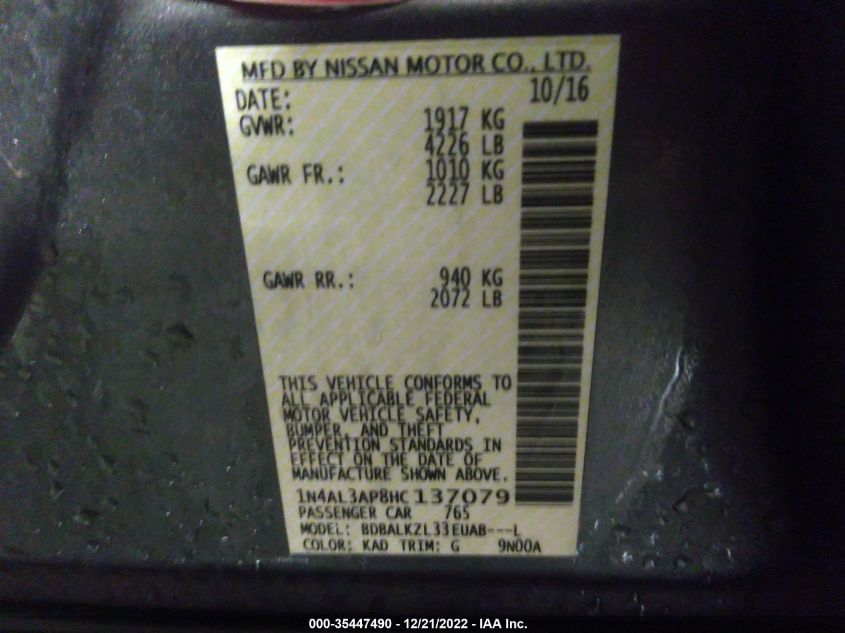 MFD BY NISSAN MOTOR CO., LTD.
DATE: 10/16
GVWR: 1917 KG
4226 LB
GAWR FR.: 1010 KG
2227 LB
GAWR RR.: 940 KG
2072 LB
THIS VEHICLE CONFORMS TO
ALL APPLICABLE FEDERAL
MOTOR VEHICLE SAFETY,
BUMPER, AND THEFT
PREVENTION STANDARDS IN
EFFECT ON THE DATE OF
MANUFACTURE SHOWN ABOVE.
1N4AL3AP8HC137079
PASSENGER CAR 765
MODEL: BDBALKZL33EUAB---L
COLOR: KAD TRIM: G 9N00A
000-35447490 - 12/21/2022 - IAA Inc.